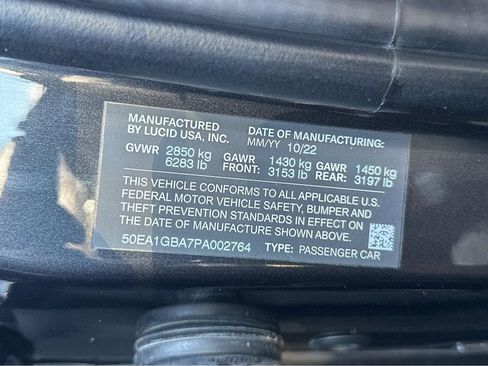 MANUFACTURED DATE OF MANUFACTURING:
BY LUCID USA, INC. MM/YY 10/22
GVWR 2850 kg GAWR 1430 kg GAWR 1450 kg
6283 lb FRONT: 3153 lb REAR: 3197 lb
THIS VEHICLE CONFORMS TO ALL APPLICABLE U.S.
FEDERAL MOTOR VEHICLE SAFETY, BUMPER AND
THEFT PREVENTION STANDARDS IN EFFECT ON
THE DATE OF MANUFACTURE
50EA1GBA7PA002764 TYPE: PASSENGER CAR